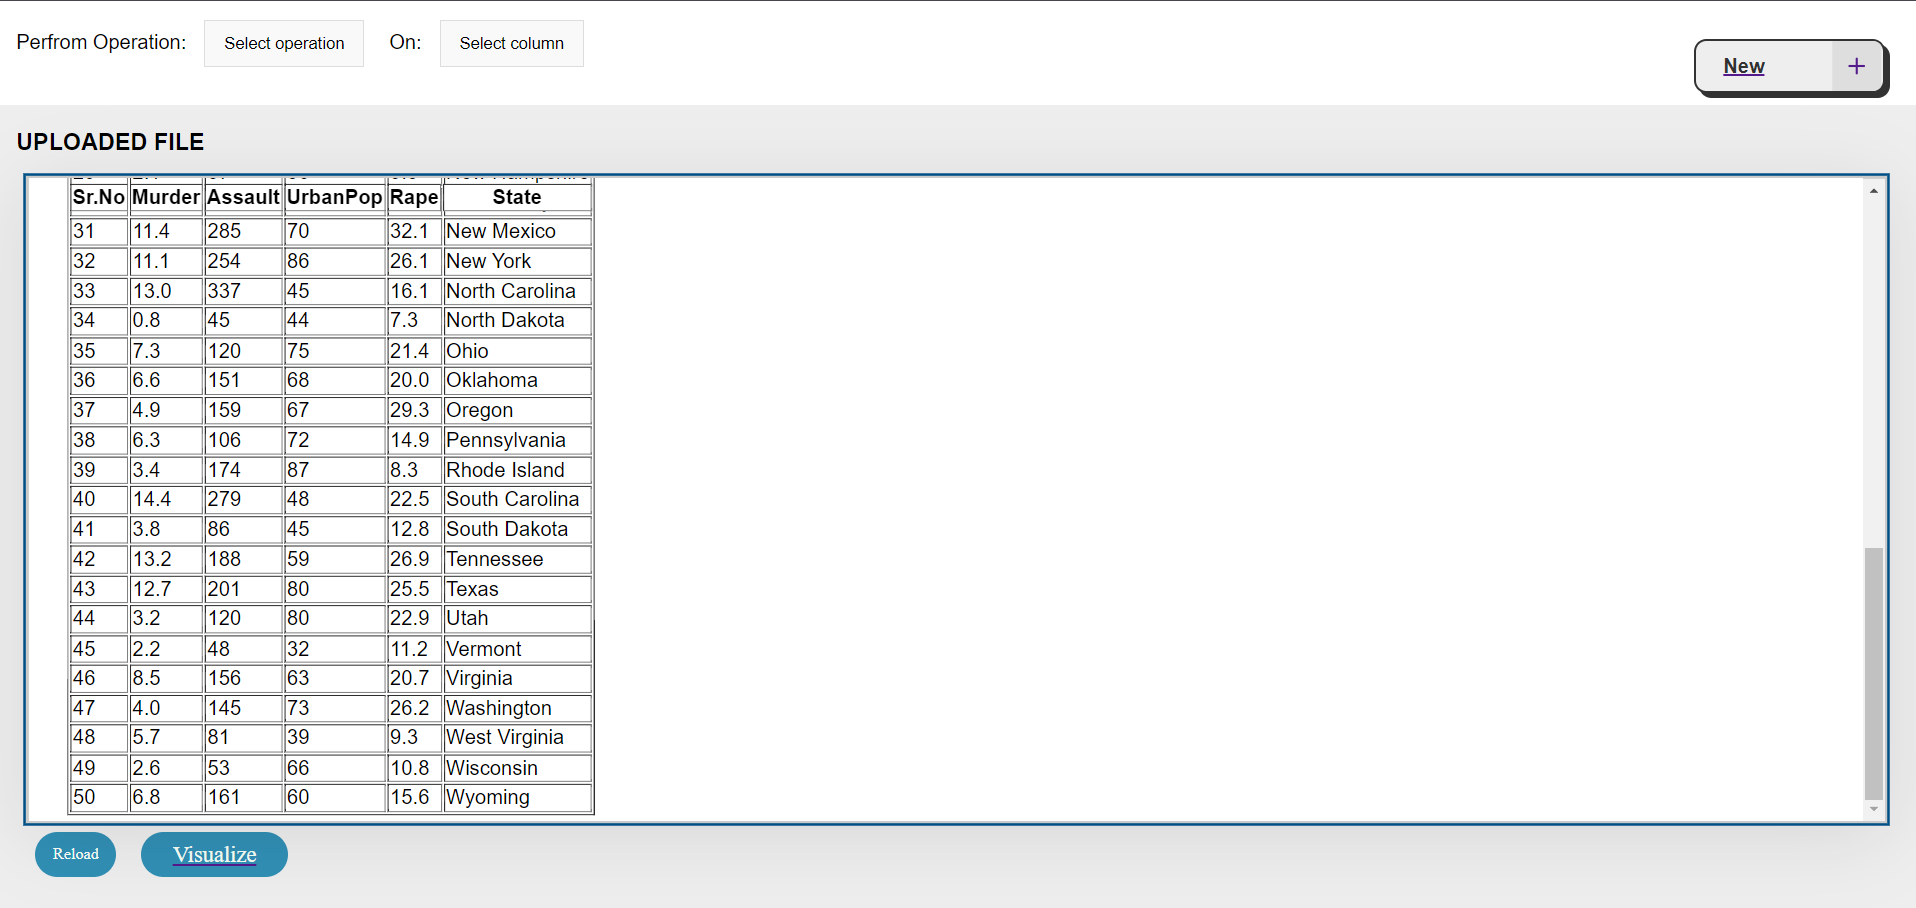 Perfrom Operation: Select operation On: Select column
New +
UPLOADED FILE
Sr.No Murder Assault UrbanPop Rape State
31 11.4 285 70 32.1 New Mexico
32 11.1 254 86 26.1 New York
33 13.0 337 45 16.1 North Carolina
34 0.8 45 44 7.3 North Dakota
35 7.3 120 75 21.4 Ohio
36 6.6 151 68 20.0 Oklahoma
37 4.9 159 67 29.3 Oregon
38 6.3 106 72 14.9 Pennsylvania
39 3.4 174 87 8.3 Rhode Island
40 14.4 279 48 22.5 South Carolina
41 3.8 86 45 12.8 South Dakota
42 13.2 188 59 26.9 Tennessee
43 12.7 201 80 25.5 Texas
44 3.2 120 80 22.9 Utah
45 2.2 48 32 11.2 Vermont
46 8.5 156 63 20.7 Virginia
47 4.0 145 73 26.2 Washington
48 5.7 81 39 9.3 West Virginia
49 2.6 53 66 10.8 Wisconsin
50 6.8 161 60 15.6 Wyoming
Reload Visualize